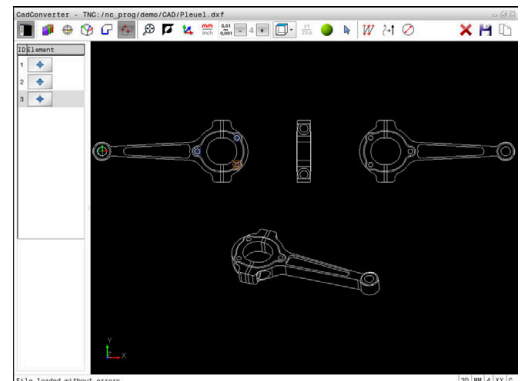 CadConverter - TNC:/nc_prog/demo/CAD/Pleuel.dxf
mm inch 0,01 0,001 - 4 +
ID Element
1
2
3
Y
Z X
File loaded without errors
3D MM 4 XY C